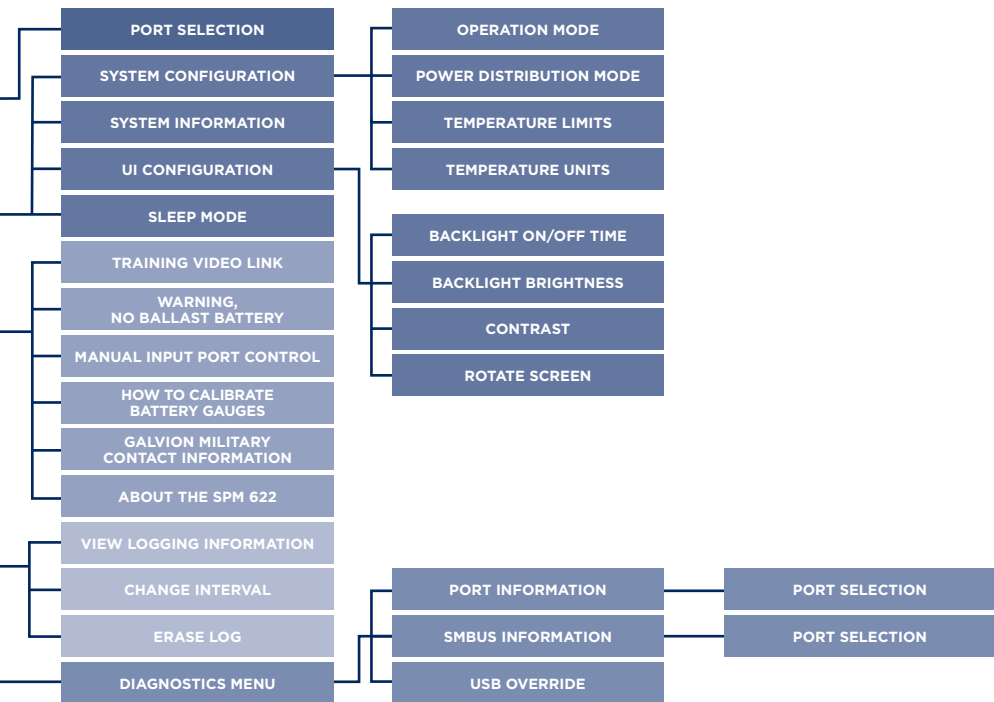 PORT SELECTION
SYSTEM CONFIGURATION
SYSTEM INFORMATION
UI CONFIGURATION
SLEEP MODE
TRAINING VIDEO LINK
WARNING,
NO BALLAST BATTERY
MANUAL INPUT PORT CONTROL
HOW TO CALIBRATE
BATTERY GAUGES
GALVION MILITARY
CONTACT INFORMATION
ABOUT THE SPM 622
VIEW LOGGING INFORMATION
CHANGE INTERVAL
ERASE LOG
DIAGNOSTICS MENU
OPERATION MODE
POWER DISTRIBUTION MODE
TEMPERATURE LIMITS
TEMPERATURE UNITS
BACKLIGHT ON/OFF TIME
BACKLIGHT BRIGHTNESS
CONTRAST
ROTATE SCREEN
PORT INFORMATION
SMBUS INFORMATION
USB OVERRIDE
PORT SELECTION
PORT SELECTION